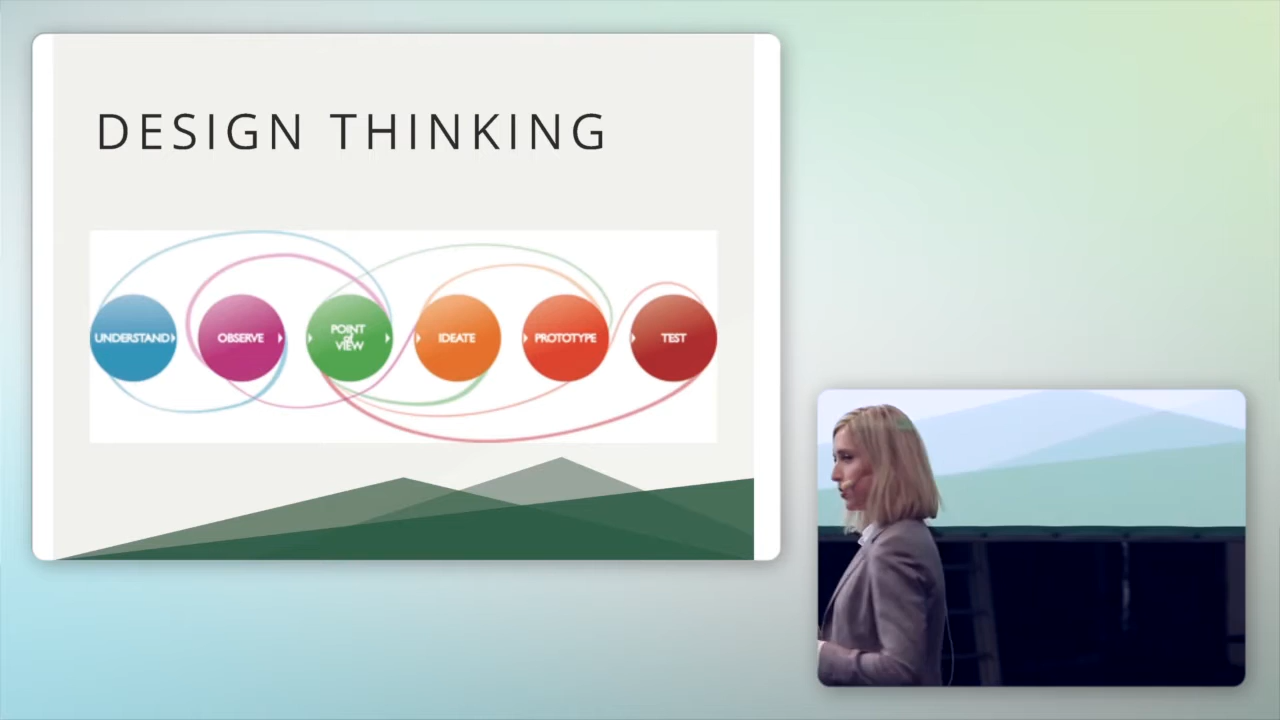 DESIGN THINKING
UNDERSTAND
OBSERVE
POINT
of
VIEW
IDEATE
PROTOTYPE
TEST